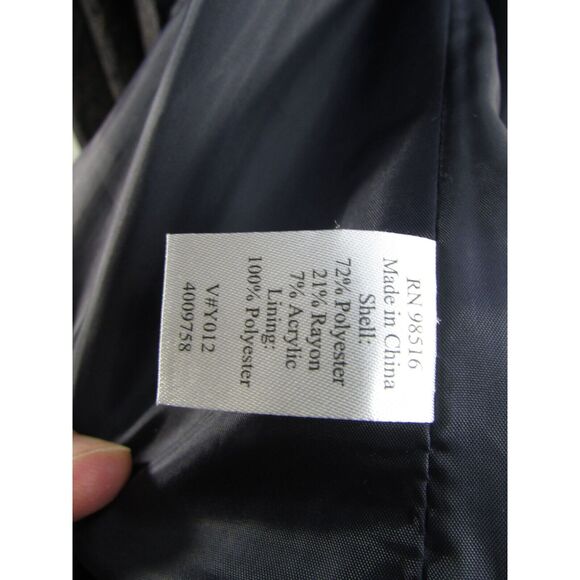 RN 98516
Made in China
Shell:
72% Polyester
21% Rayon
7% Acrylic
Lining:
100% Polyester
V#Y012
4009758